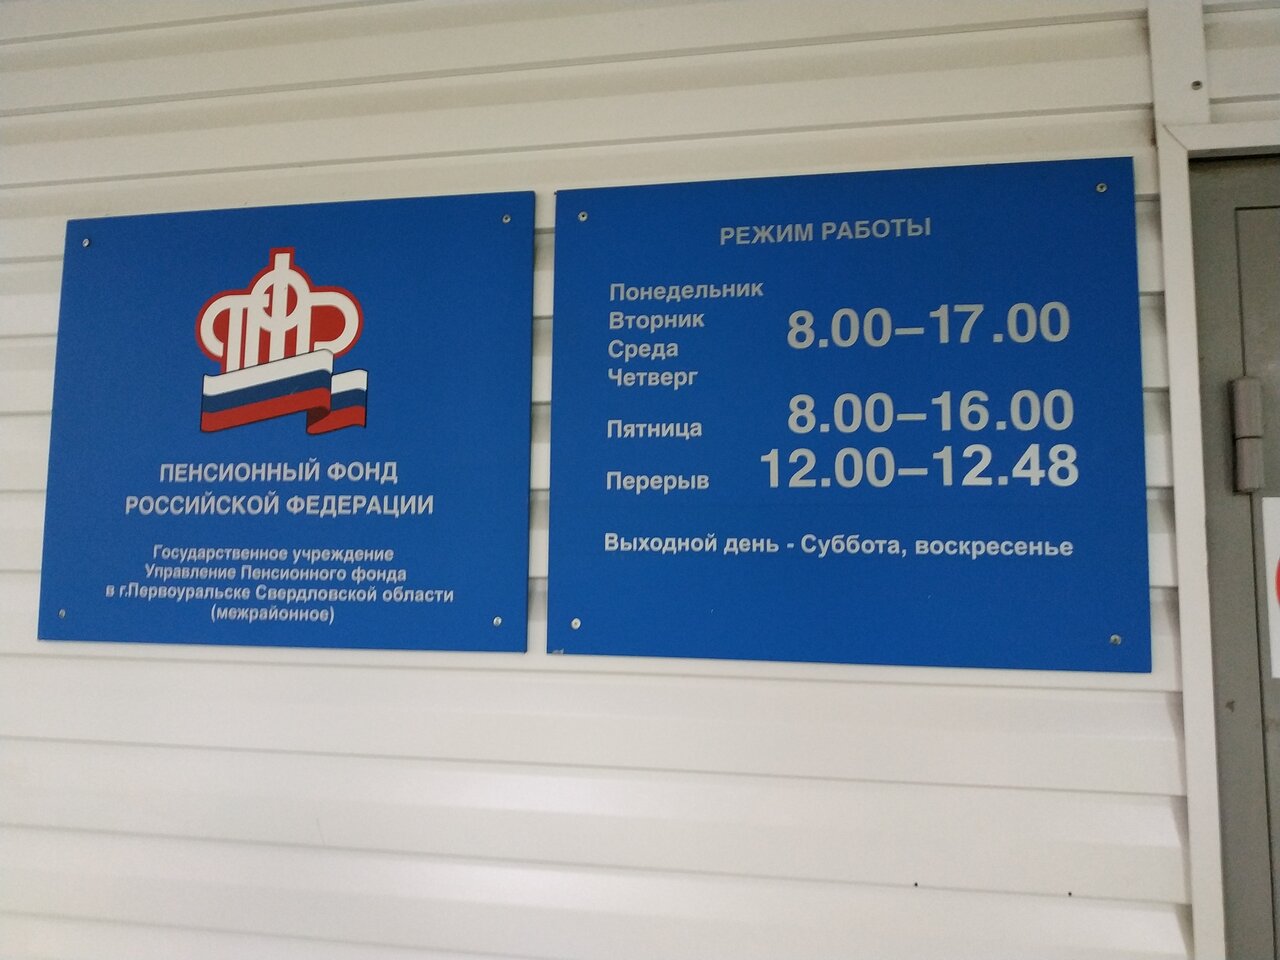 ПФР
ПЕНСИОННЫЙ ФОНД
РОССИЙСКОЙ ФЕДЕРАЦИИ
Государственное учреждение
Управление Пенсионного фонда
в г.Первоуральске Свердловской области
(межрайонное)
РЕЖИМ РАБОТЫ
Понедельник
Вторник
Среда
Четверг
8.00–17.00
Пятница 8.00–16.00
Перерыв 12.00–12.48
Выходной день - Суббота, воскресенье